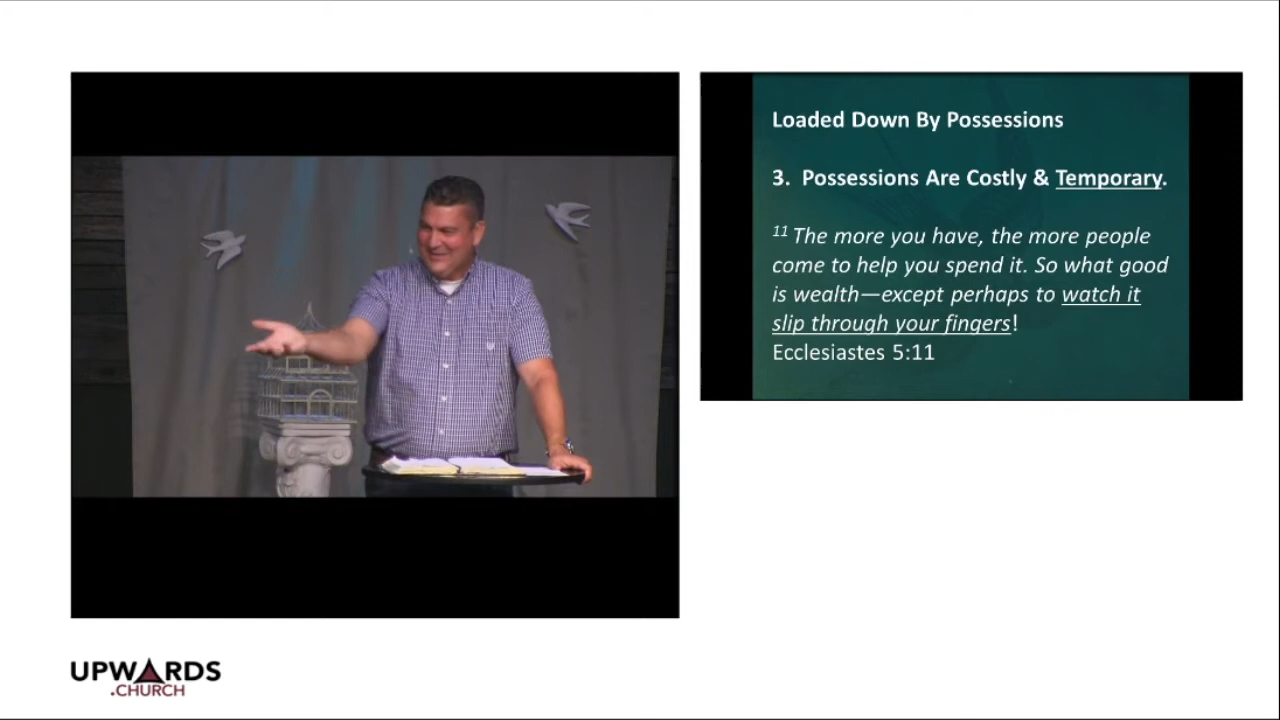 Loaded Down By Possessions
3. Possessions Are Costly & Temporary.
11 The more you have, the more people
come to help you spend it. So what good
is wealth—except perhaps to watch it
slip through your fingers!
Ecclesiastes 5:11
UPWARDS
.CHURCH